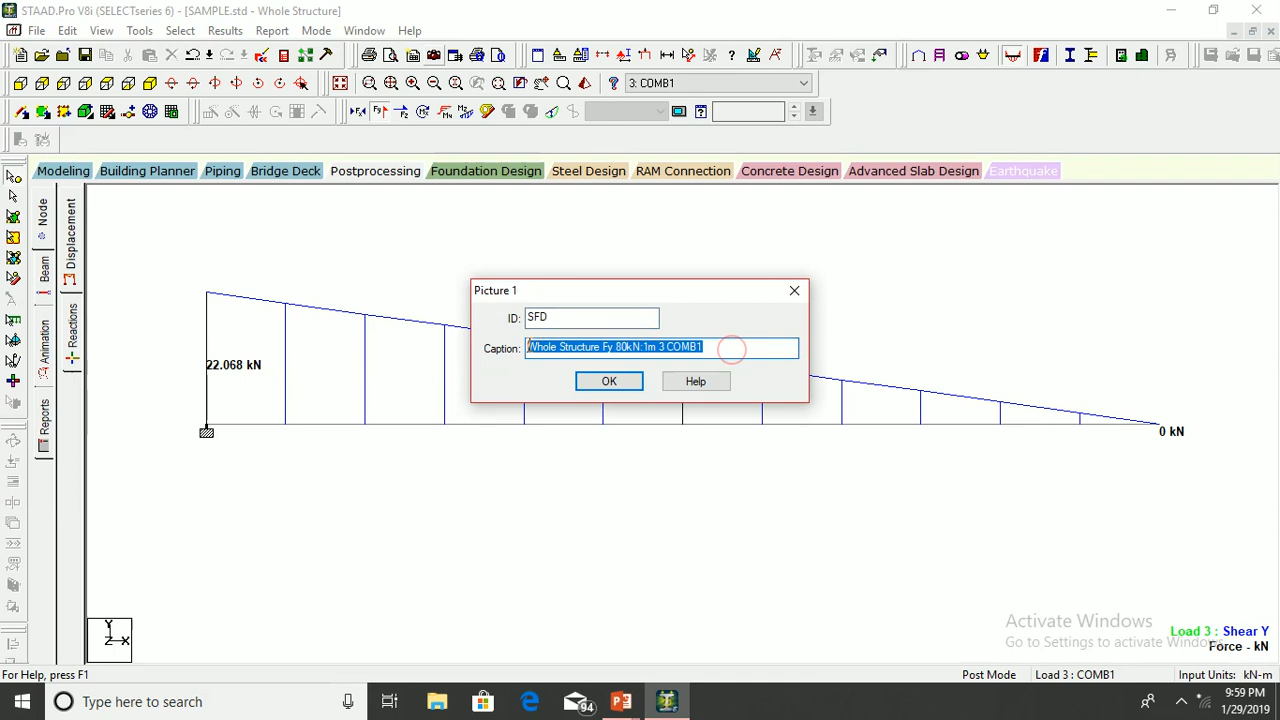 STAAD.Pro V8i (SELECTseries 6) - [SAMPLE.std - Whole Structure]
File Edit View Tools Select Results Report Mode Window Help
3: COMB1
Modeling Building Planner Piping Bridge Deck Postprocessing Foundation Design Steel Design RAM Connection Concrete Design Advanced Slab Design Earthquake
Node
Beam
Animation
Reports
Displacement
Reactions
Picture 1
ID: SFD
Caption: Whole Structure Fy 80kN:1m 3 COMB1
OK Help
22.068 kN
0 kN
Y
Z X
Activate Windows
Go to Settings to activate Windows.
Load 3 : Shear Y
Force - kN
For Help, press F1
Post Mode Load 3 : COMB1 Input Units: kN-m
Type here to search
94
9:59 PM
1/29/2019